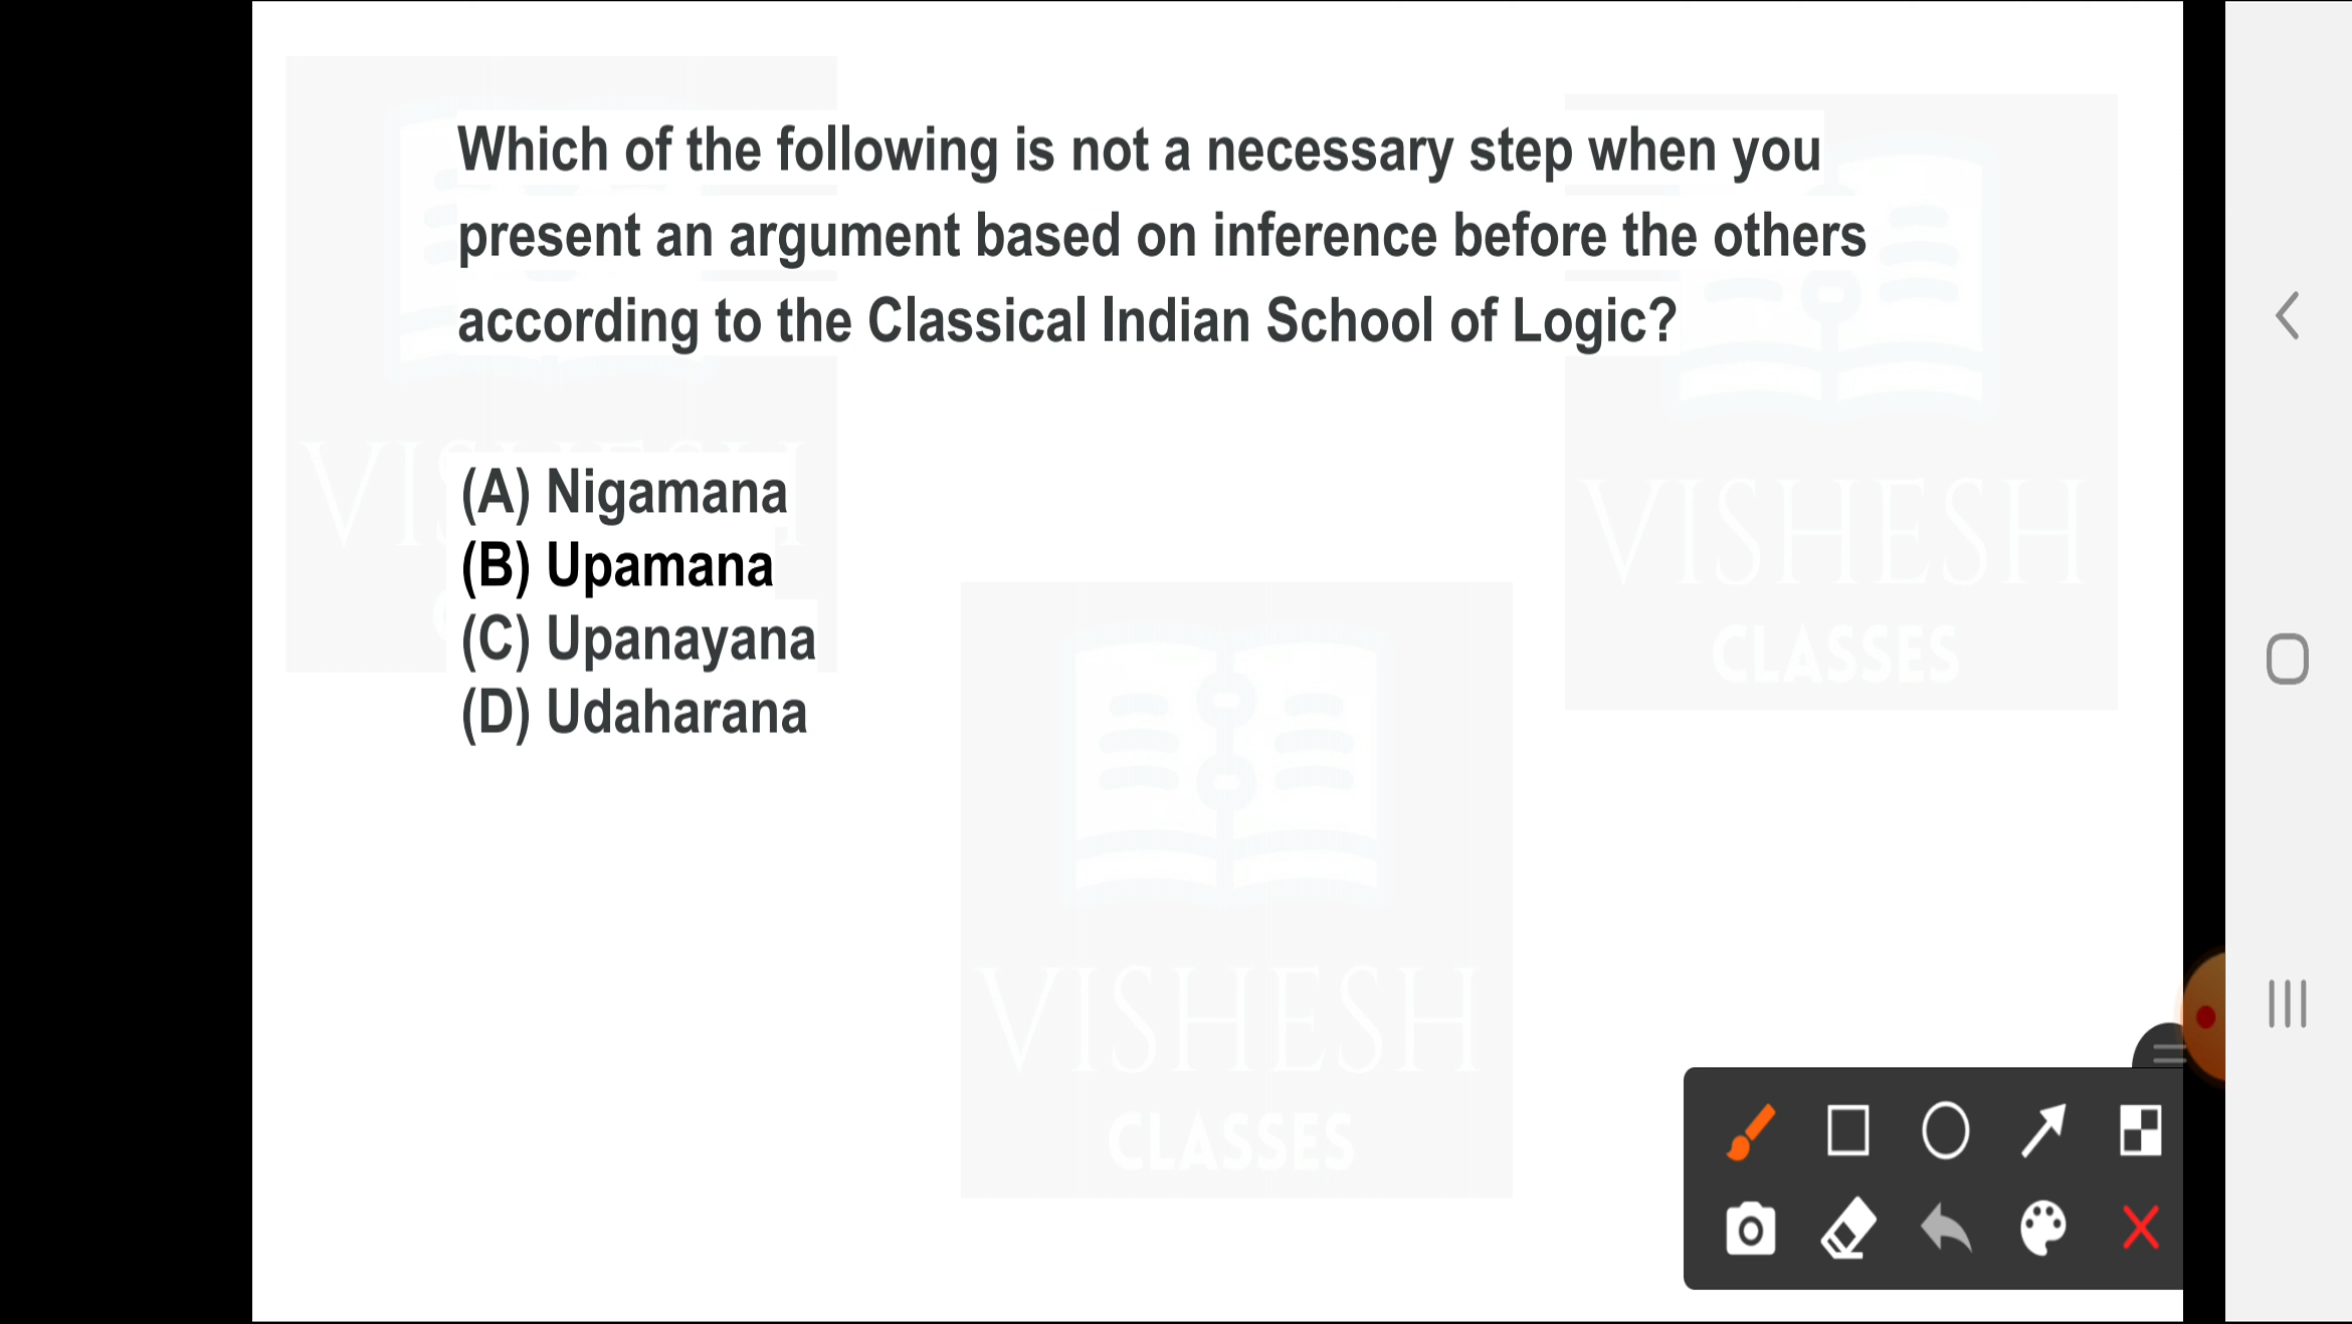 Which of the following is not a necessary step when you
present an argument based on inference before the others
according to the Classical Indian School of Logic?
(A) Nigamana
(B) Upamana
(C) Upanayana
(D) Udaharana
VISHESH
VISHESH
CLASSES
VISHESH
CLASSES